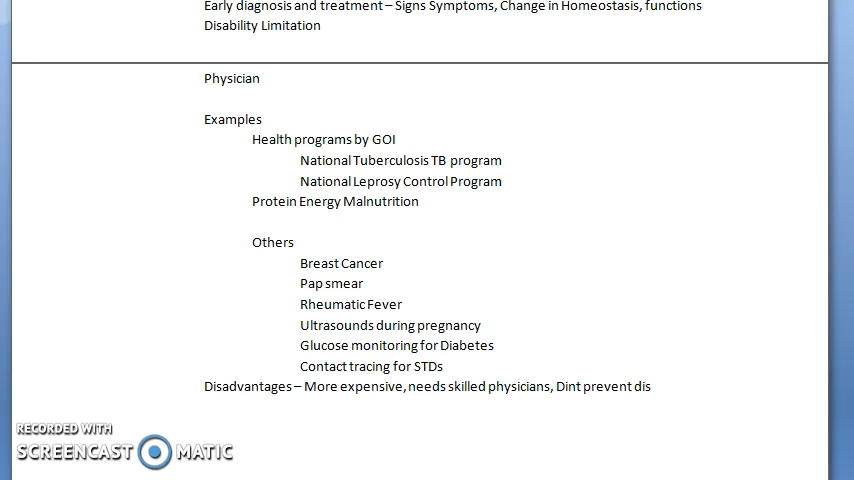 Early diagnosis and treatment – Signs Symptoms, Change in Homeostasis, functions
Disability Limitation
Physician
Examples
Health programs by GOI
National Tuberculosis TB program
National Leprosy Control Program
Protein Energy Malnutrition
Others
Breast Cancer
Pap smear
Rheumatic Fever
Ultrasounds during pregnancy
Glucose monitoring for Diabetes
Contact tracing for STDs
Disadvantages – More expensive, needs skilled physicians, Dint prevent dis
RECORDED WITH
SCREENCAST MATIC